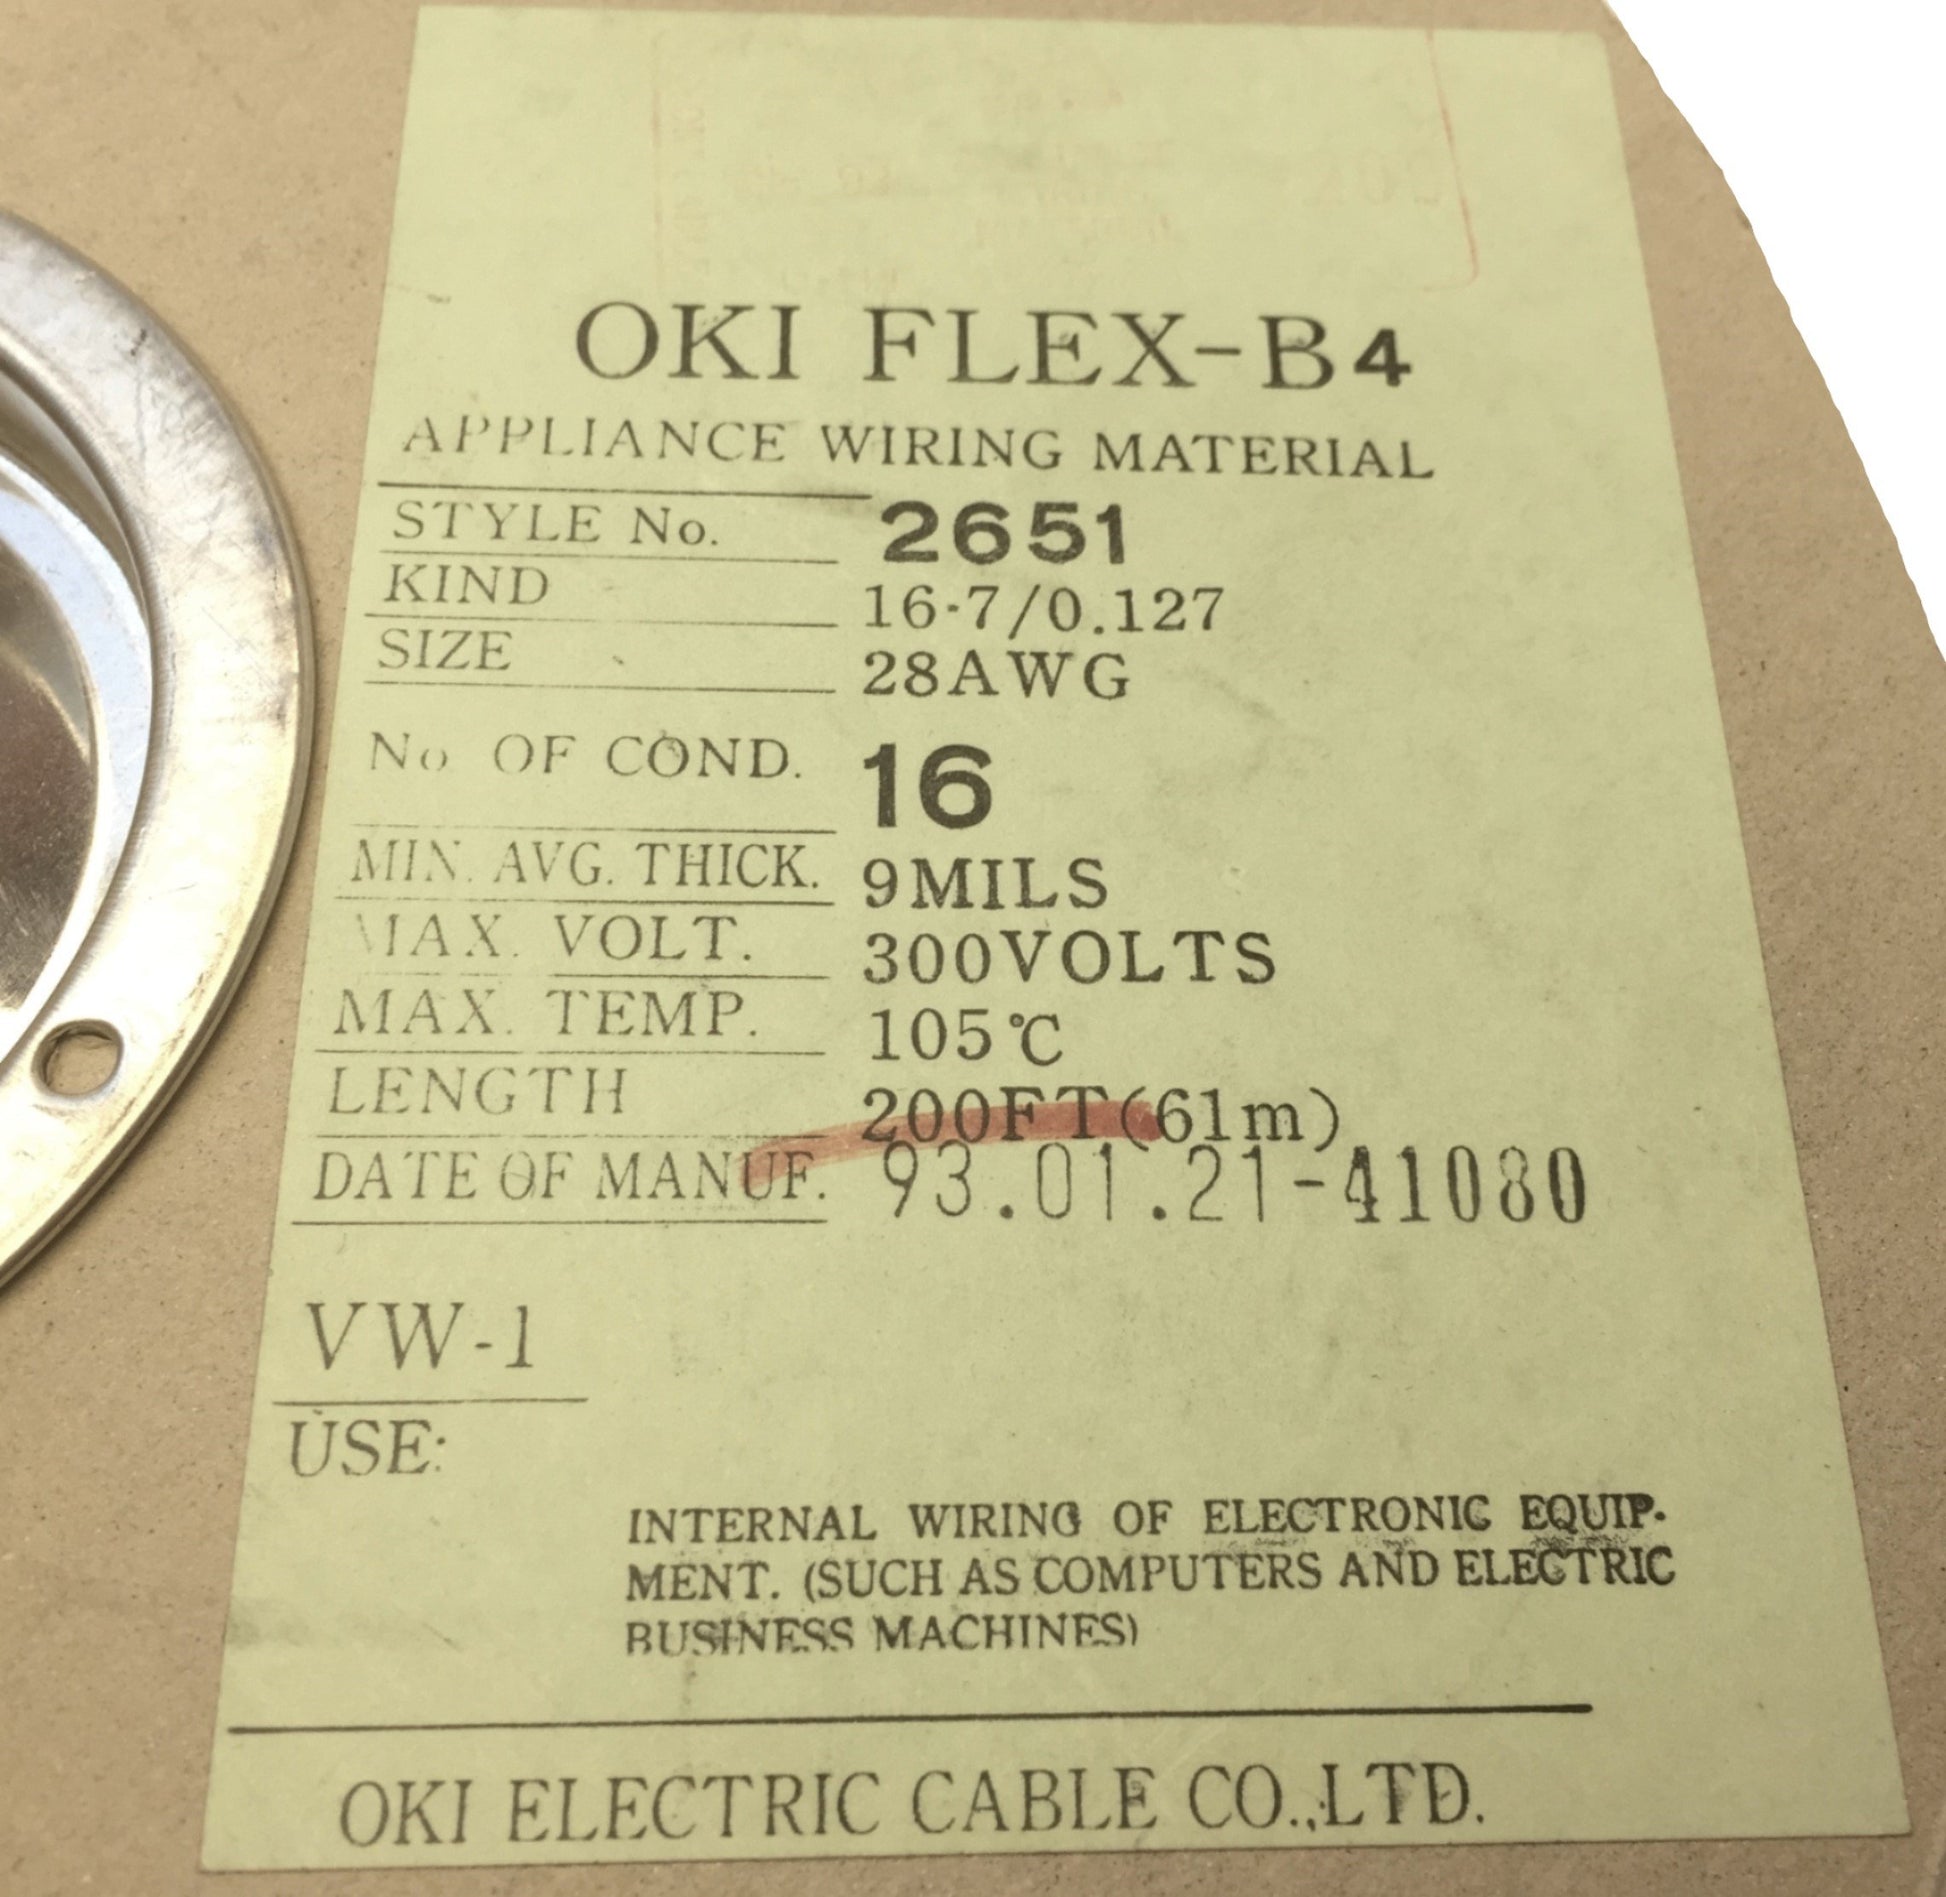 OKI FLEX-B4
APPLIANCE WIRING MATERIAL
STYLE No. 2651
KIND 16-7/0.127
SIZE 28AWG
No OF COND. 16
MIN. AVG. THICK. 9MILS
MAX. VOLT. 300VOLTS
MAX. TEMP. 105℃
LENGTH 200FT(61m)
DATE OF MANUF. 93.01.21-41080
VW-1
USE:
INTERNAL WIRING OF ELECTRONIC EQUIP-
MENT. (SUCH AS COMPUTERS AND ELECTRIC
BUSINESS MACHINES)
OKI ELECTRIC CABLE CO.,LTD.